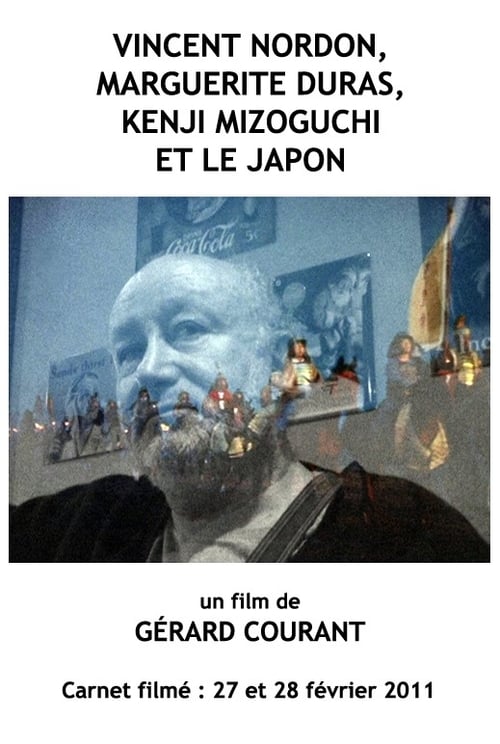 VINCENT NORDON,
MARGUERITE DURAS,
KENJI MIZOGUCHI
ET LE JAPON
Coca-Cola 5¢
un film de
GÉRARD COURANT
Carnet filmé : 27 et 28 février 2011